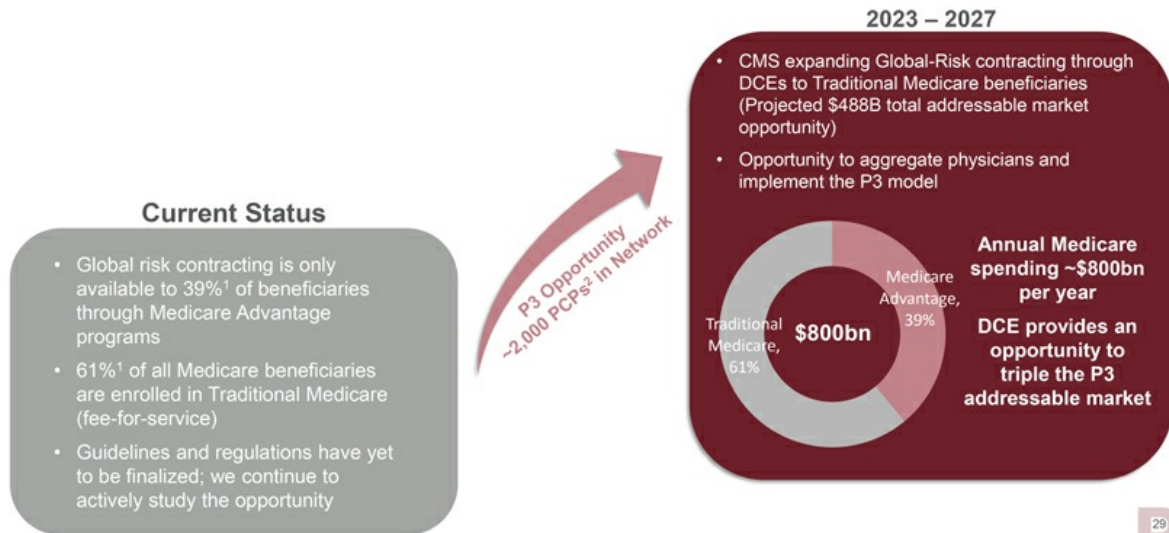 Current Status
• Global risk contracting is only
available to 39%¹ of beneficiaries
through Medicare Advantage
programs
• 61%¹ of all Medicare beneficiaries
are enrolled in Traditional Medicare
(fee-for-service)
• Guidelines and regulations have yet
to be finalized; we continue to
actively study the opportunity
P3 Opportunity
~2,000 PCPs² in Network
2023 – 2027
• CMS expanding Global-Risk contracting through
DCEs to Traditional Medicare beneficiaries
(Projected $488B total addressable market
opportunity)
• Opportunity to aggregate physicians and
implement the P3 model
Traditional
Medicare,
61%
$800bn
Medicare
Advantage,
39%
Annual Medicare
spending ~$800bn
per year
DCE provides an
opportunity to
triple the P3
addressable market
29